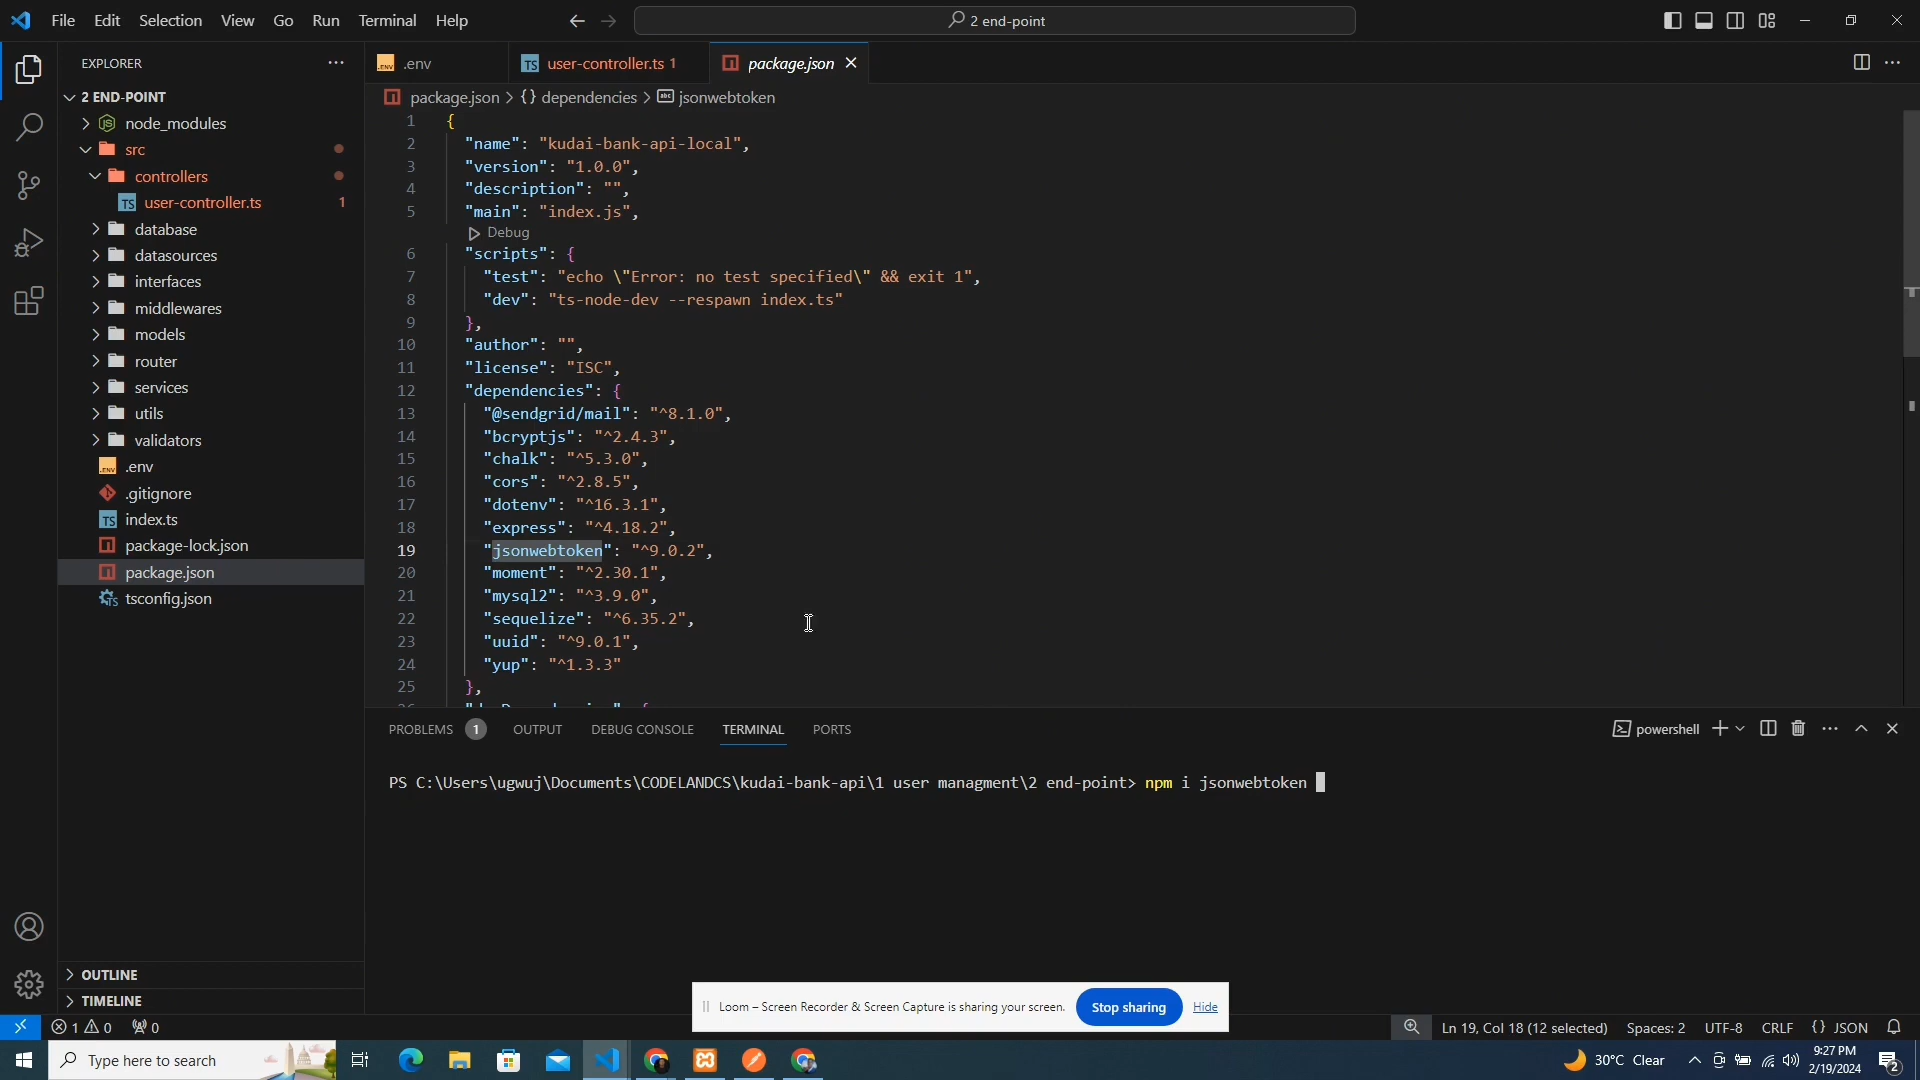 File Edit Selection View Go Run Terminal Help
2 end-point
EXPLORER
2 END-POINT
node_modules
src
controllers
user-controller.ts 1
database
datasources
interfaces
middlewares
models
router
services
utils
validators
.env
.gitignore
index.ts
package-lock.json
package.json
tsconfig.json
OUTLINE
TIMELINE
.env
user-controller.ts 1
package.json
package.json > {} dependencies > jsonwebtoken
1 {
2 "name": "kudai-bank-api-local",
3 "version": "1.0.0",
4 "description": "",
5 "main": "index.js",
Debug
6 "scripts": {
7 "test": "echo \"Error: no test specified\" && exit 1",
8 "dev": "ts-node-dev --respawn index.ts"
9 },
10 "author": "",
11 "license": "ISC",
12 "dependencies": {
13 "@sendgrid/mail": "^8.1.0",
14 "bcryptjs": "^2.4.3",
15 "chalk": "^5.3.0",
16 "cors": "^2.8.5",
17 "dotenv": "^16.3.1",
18 "express": "^4.18.2",
19 "jsonwebtoken": "^9.0.2",
20 "moment": "^2.30.1",
21 "mysql2": "^3.9.0",
22 "sequelize": "^6.35.2",
23 "uuid": "^9.0.1",
24 "yup": "^1.3.3"
25 },
PROBLEMS 1 OUTPUT DEBUG CONSOLE TERMINAL PORTS
powershell
PS C:\Users\ugwuj\Documents\CODELANDCS\kudai-bank-api\1 user managment\2 end-point> npm i jsonwebtoken
Loom – Screen Recorder & Screen Capture is sharing your screen. Stop sharing Hide
1 0 0
Ln 19, Col 18 (12 selected) Spaces: 2 UTF-8 CRLF {} JSON
Type here to search
30°C Clear
9:27 PM
2/19/2024
2